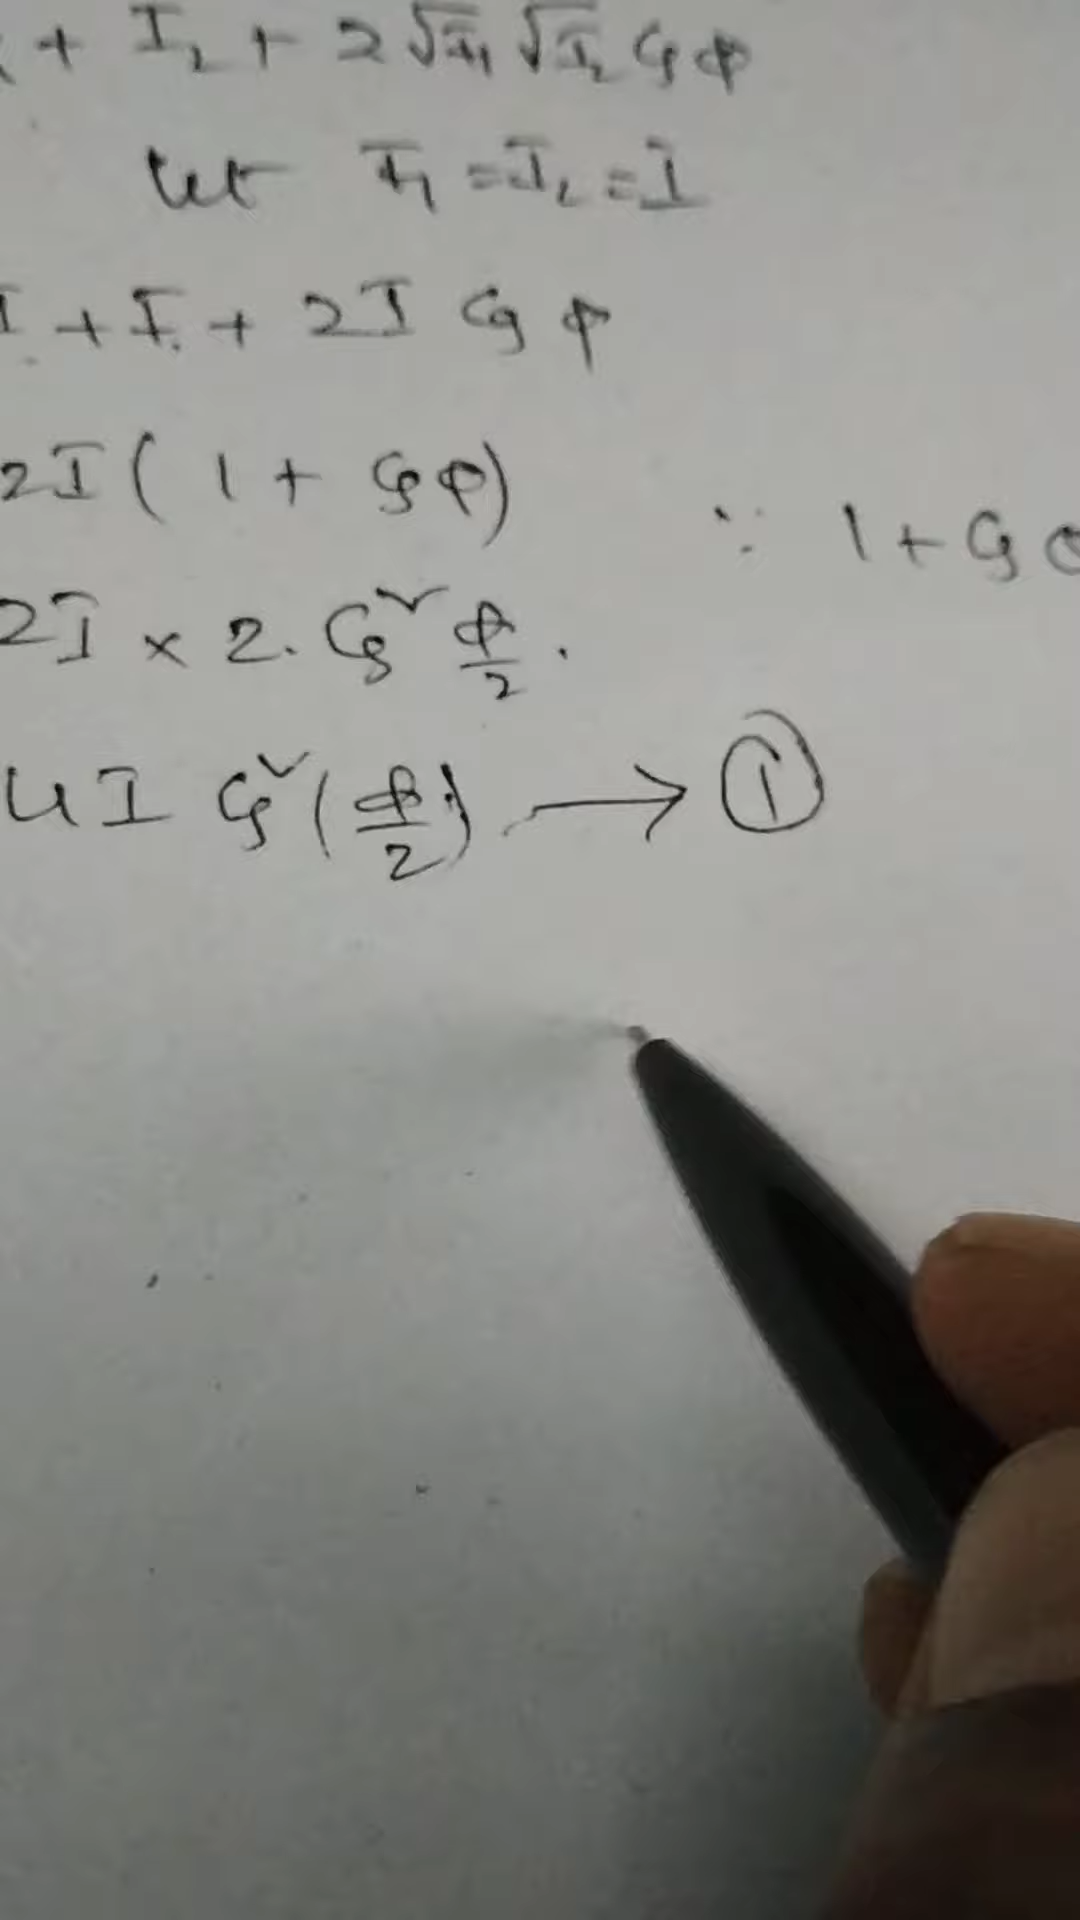 + I₂ + 2√I₁ √I₂ cos φ
let I₁ = I₂ = I
I + I + 2I cos φ
2I ( 1 + cos φ)
∵ 1 + cos θ
2I × 2. cos² φ/2 .
4I cos² (φ/2) → ①